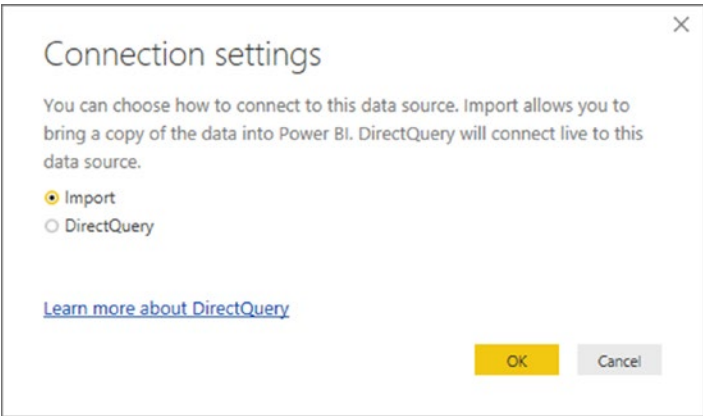 Connection settings
You can choose how to connect to this data source. Import allows you to
bring a copy of the data into Power BI. DirectQuery will connect live to this
data source.
Import
DirectQuery
Learn more about DirectQuery
OK Cancel